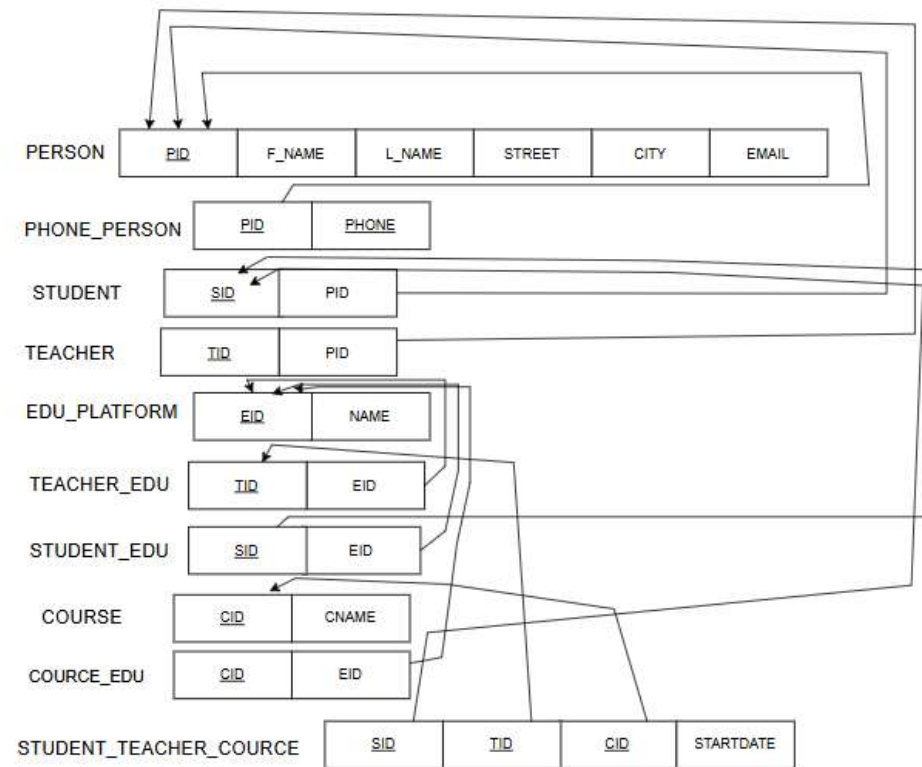 PERSON PID F_NAME L_NAME STREET CITY EMAIL
PHONE_PERSON PID PHONE
STUDENT SID PID
TEACHER TID PID
EDU_PLATFORM EID NAME
TEACHER_EDU TID EID
STUDENT_EDU SID EID
COURSE CID CNAME
COURCE_EDU CID EID
STUDENT_TEACHER_COURCE SID TID CID STARTDATE